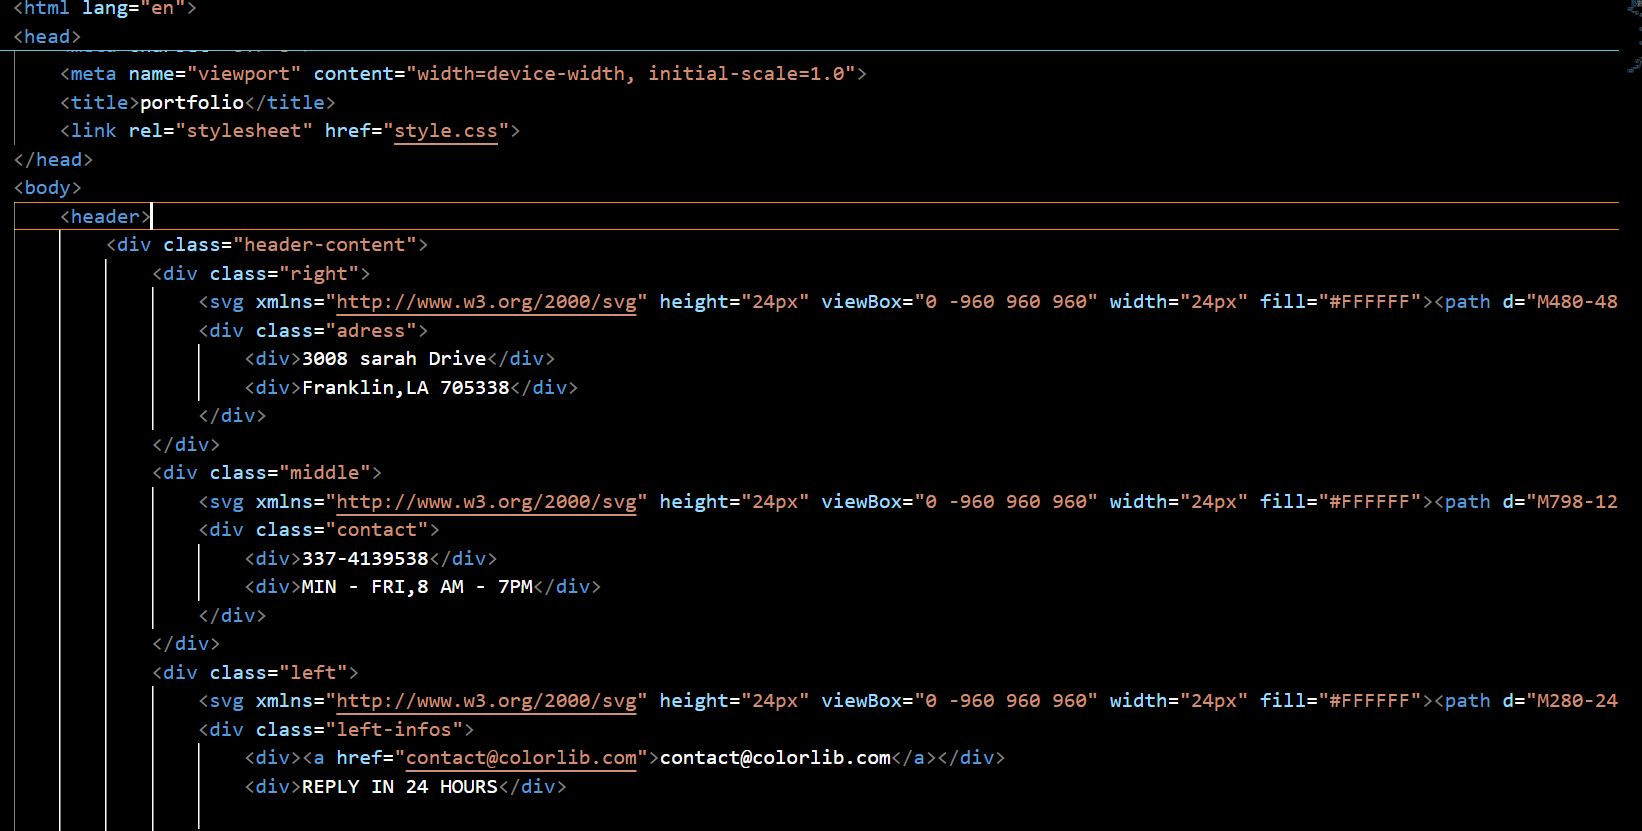 <html lang="en">
<head>
<meta name="viewport" content="width=device-width, initial-scale=1.0">
<title>portfolio</title>
<link rel="stylesheet" href="style.css">
</head>
<body>
<header>
<div class="header-content">
<div class="right">
<svg xmlns="http://www.w3.org/2000/svg" height="24px" viewBox="0 -960 960 960" width="24px" fill="#FFFFFF"><path d="M480-48
<div class="adress">
<div>3008 sarah Drive</div>
<div>Franklin,LA 705338</div>
</div>
</div>
<div class="middle">
<svg xmlns="http://www.w3.org/2000/svg" height="24px" viewBox="0 -960 960 960" width="24px" fill="#FFFFFF"><path d="M798-12
<div class="contact">
<div>337-4139538</div>
<div>MIN - FRI,8 AM - 7PM</div>
</div>
</div>
<div class="left">
<svg xmlns="http://www.w3.org/2000/svg" height="24px" viewBox="0 -960 960 960" width="24px" fill="#FFFFFF"><path d="M280-24
<div class="left-infos">
<div><a href="contact@colorlib.com">contact@colorlib.com</a></div>
<div>REPLY IN 24 HOURS</div>